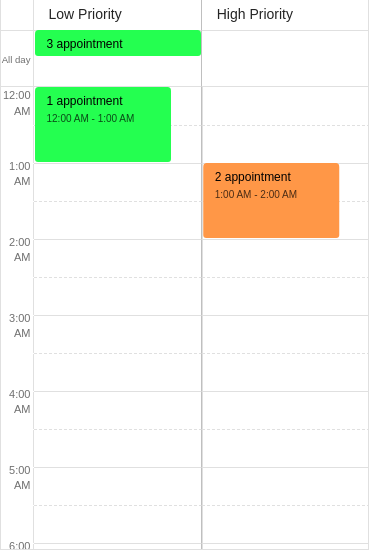 Low Priority
High Priority
All day
3 appointment
12:00
AM
1 appointment
12:00 AM - 1:00 AM
1:00
AM
2 appointment
1:00 AM - 2:00 AM
2:00
AM
3:00
AM
4:00
AM
5:00
AM
6:00